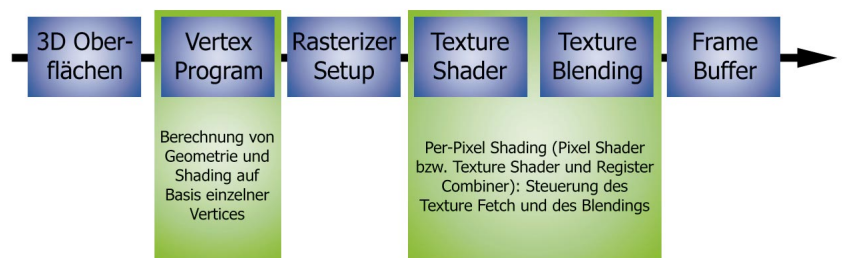 3D Ober-
flächen
Vertex
Program
Rasterizer
Setup
Texture
Shader
Texture
Blending
Frame
Buffer
Berechnung von
Geometrie und
Shading auf
Basis einzelner
Vertices
Per-Pixel Shading (Pixel Shader
bzw. Texture Shader und Register
Combiner): Steuerung des
Texture Fetch und des Blendings